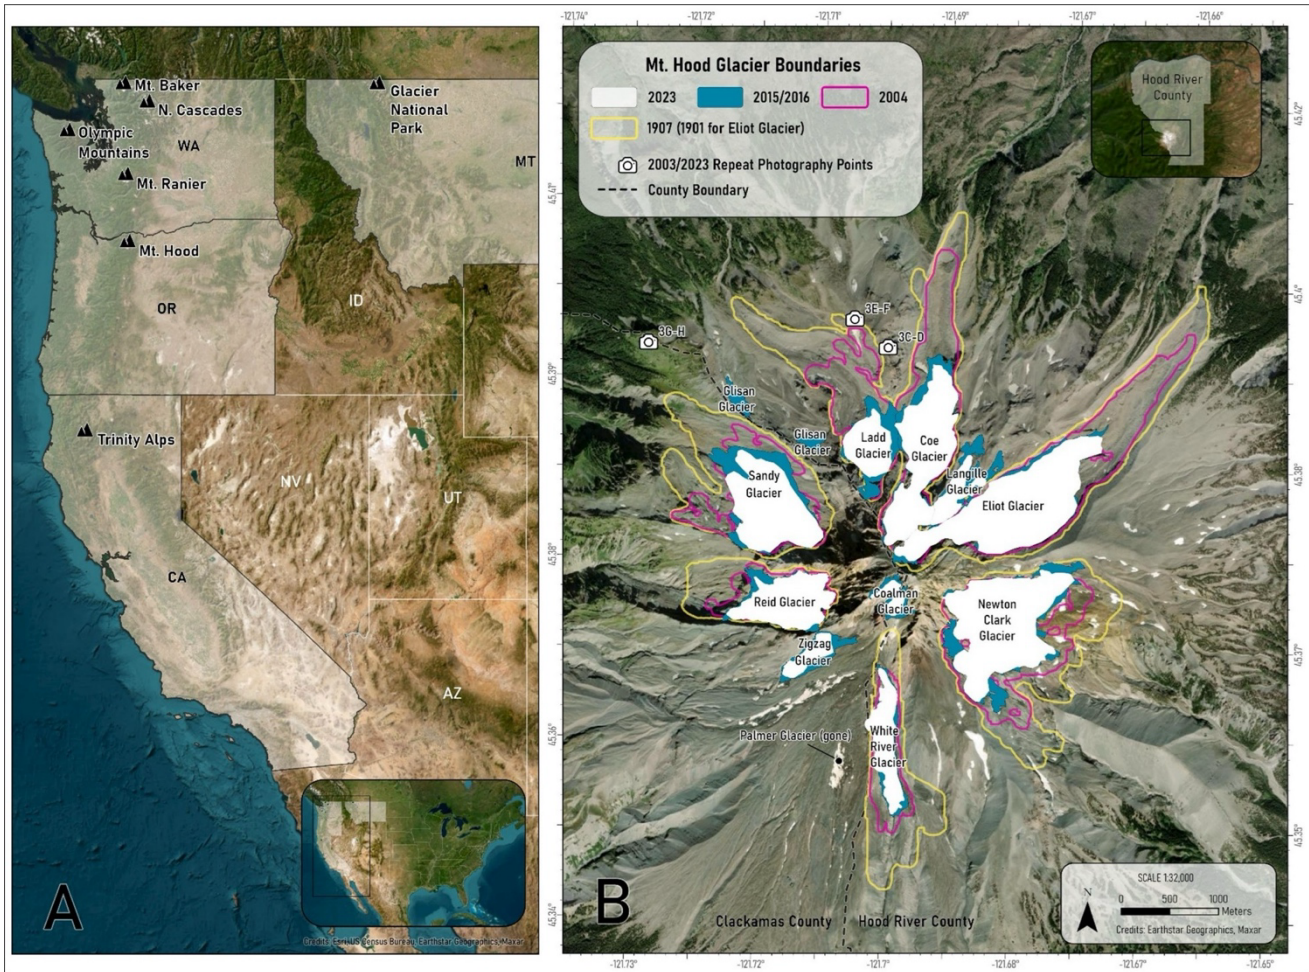 Mt. Baker
N. Cascades
Olympic
Mountains
WA
Mt. Ranier
Glacier
National
Park
MT
Mt. Hood
OR
ID
Trinity Alps
NV
UT
CA
AZ
A
Credits: Esri, US Census Bureau, Earthstar Geographics, Maxar
-121.74°
-121.72°
-121.71°
-121.69°
-121.67°
-121.66°
Mt. Hood Glacier Boundaries
2023
2015/2016
2004
1907 (1901 for Eliot Glacier)
2003/2023 Repeat Photography Points
County Boundary
Hood River
County
45.41°
45.39°
45.38°
45.36°
45.34°
45.42°
45.4°
45.38°
45.37°
45.35°
3G-H
3E-F
3C-D
Glisan
Glacier
Glisan
Glacier
Ladd
Glacier
Coe
Glacier
Langille
Glacier
Sandy
Glacier
Eliot Glacier
Reid Glacier
Coalman
Glacier
Newton
Clark
Glacier
Zigzag
Glacier
White
River
Glacier
Palmer Glacier (gone)
Clackamas County
Hood River County
B
SCALE 1:32,000
N
0
500
1000
Meters
Credits: Earthstar Geographics, Maxar
-121.73°
-121.72°
-121.7°
-121.68°
-121.67°
-121.65°